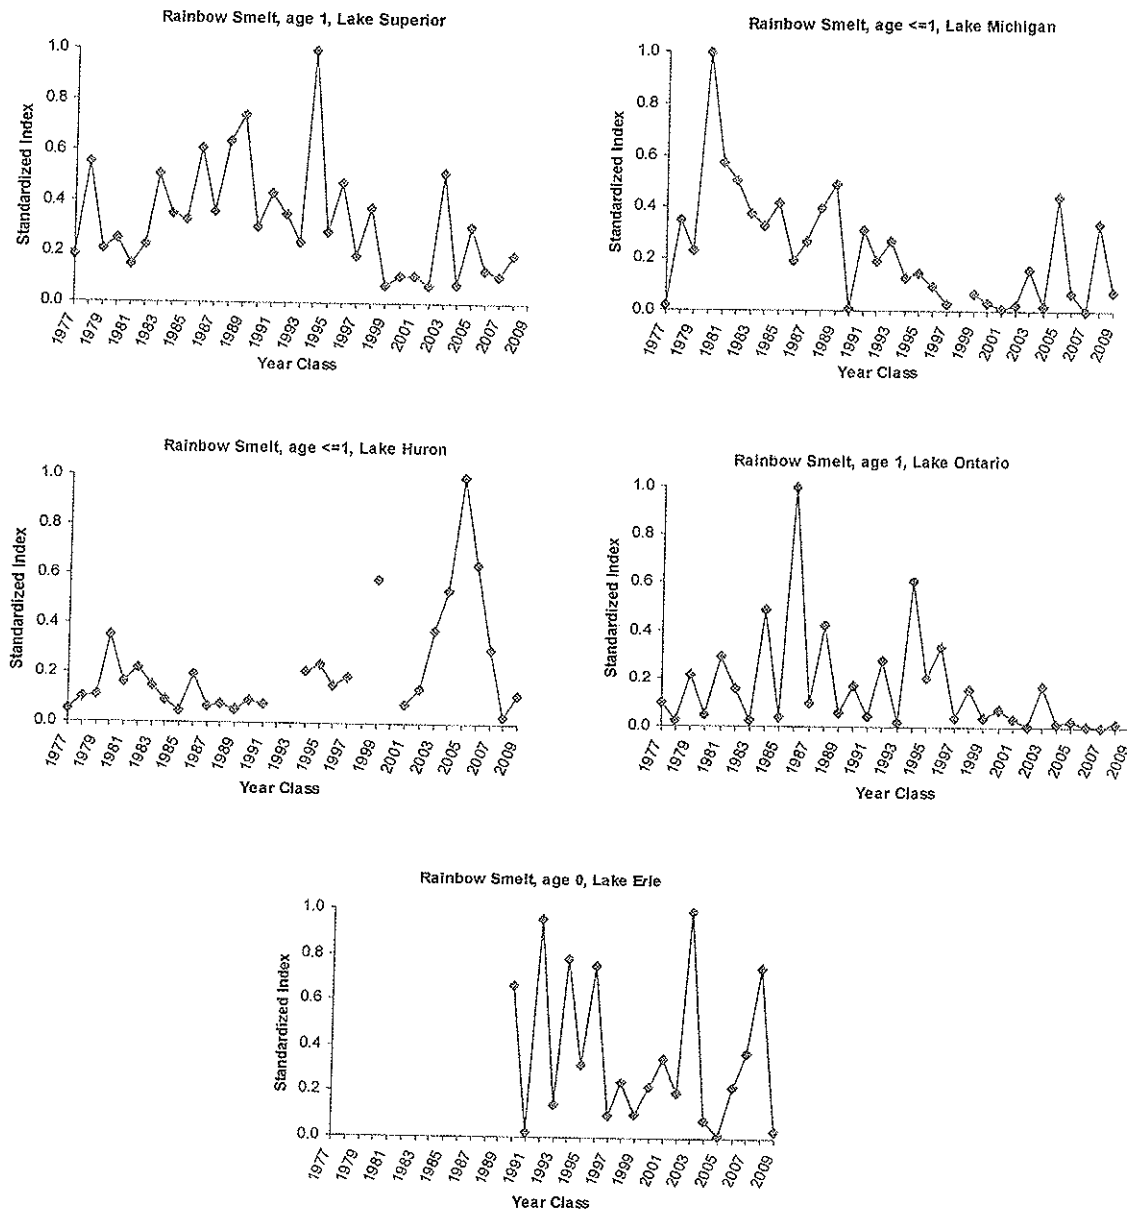 Rainbow Smelt, age 1, Lake Superior
1.0
0.8
0.6
0.4
0.2
0.0
Standardized Index
1977 1979 1981 1983 1985 1987 1989 1991 1993 1995 1997 1999 2001 2003 2005 2007 2009
Year Class
Rainbow Smelt, age <=1, Lake Michigan
1.0
0.8
0.6
0.4
0.2
0.0
Standardized Index
1977 1979 1981 1983 1985 1987 1989 1991 1993 1995 1997 1999 2001 2003 2005 2007 2009
Year Class
Rainbow Smelt, age <=1, Lake Huron
1.0
0.8
0.6
0.4
0.2
0.0
Standardized Index
1977 1979 1981 1983 1985 1987 1989 1991 1993 1995 1997 1999 2001 2003 2005 2007 2009
Year Class
Rainbow Smelt, age 1, Lake Ontario
1.0
0.8
0.6
0.4
0.2
0.0
Standardized Index
1977 1979 1981 1983 1985 1987 1989 1991 1993 1995 1997 1999 2001 2003 2005 2007 2009
Year Class
Rainbow Smelt, age 0, Lake Erie
1.0
0.8
0.6
0.4
0.2
0.0
Standardized Index
1977 1979 1981 1983 1985 1987 1989 1991 1993 1995 1997 1999 2001 2003 2005 2007 2009
Year Class